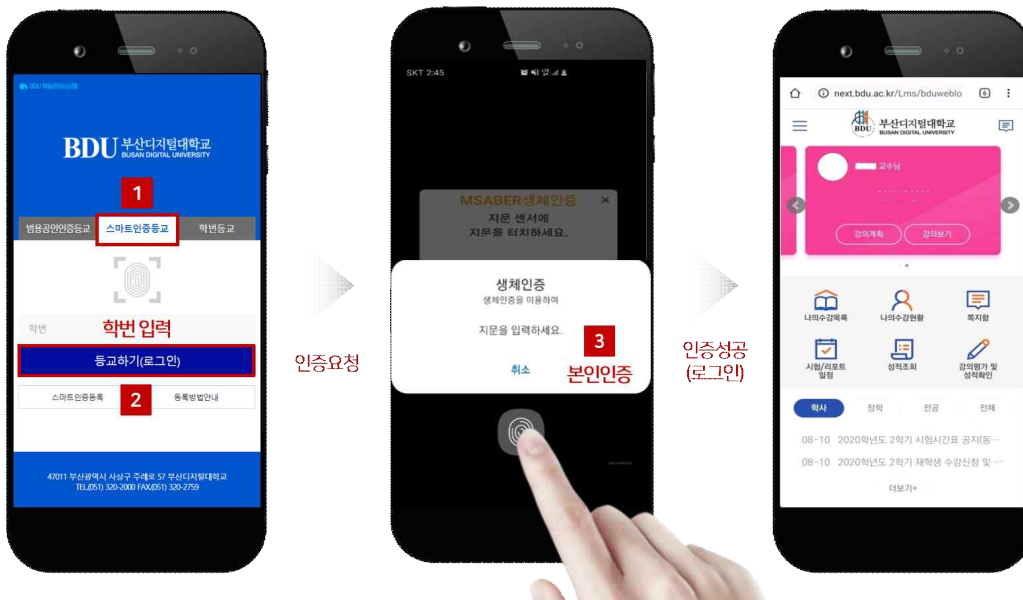 BDU 학습관리시스템
BDU 부산디지털대학교
BUSAN DIGITAL UNIVERSITY
1
범용공인인증등교
스마트인증등교
학번등교
학번
학번 입력
등교하기(로그인)
스마트인증등록
2
등록방법안내
47011 부산광역시 사상구 주례로 57 부산디지털대학교
TEL.(051) 320-2000 FAX.(051) 320-2759
인증요청
SKT 2:45
MSABER생체인증 ×
지문 센서에
지문을 터치하세요.
생체인증
생체인증을 이용하여
지문을 입력하세요.
3
취소
본인인증
인증성공
(로그인)
next.bdu.ac.kr/Lms/bduweblo
6
BDU 부산디지털대학교
BUSAN DIGITAL UNIVERSITY
교수님
강의계획
강의보기
나의수강목록
나의수강현황
쪽지함
시험/리포트
일정
성적조회
강의평가 및
성적확인
학사
장학
전공
전체
08-10 2020학년도 2학기 시험시간표 공지(동···
08-10 2020학년도 2학기 재학생 수강신청 및 ···
더보기+